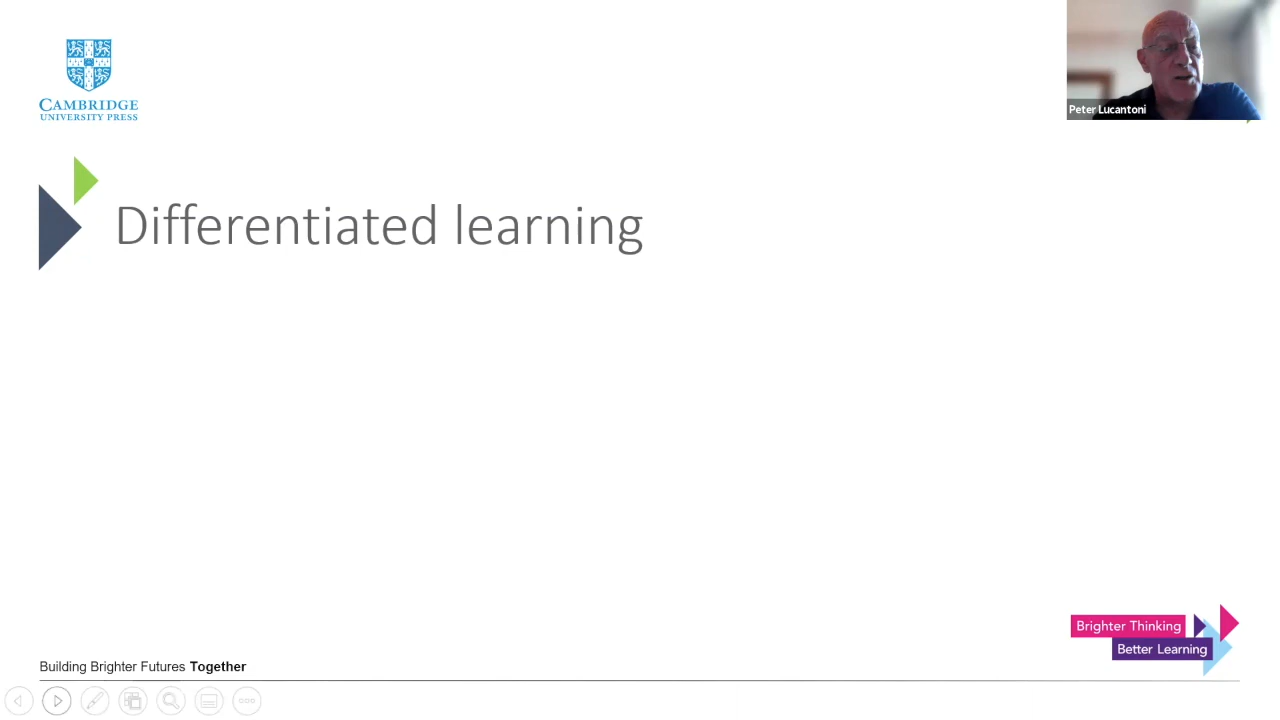 CAMBRIDGE
UNIVERSITY PRESS
Peter Lucantoni
Differentiated learning
Brighter Thinking
Better Learning
Building Brighter Futures Together